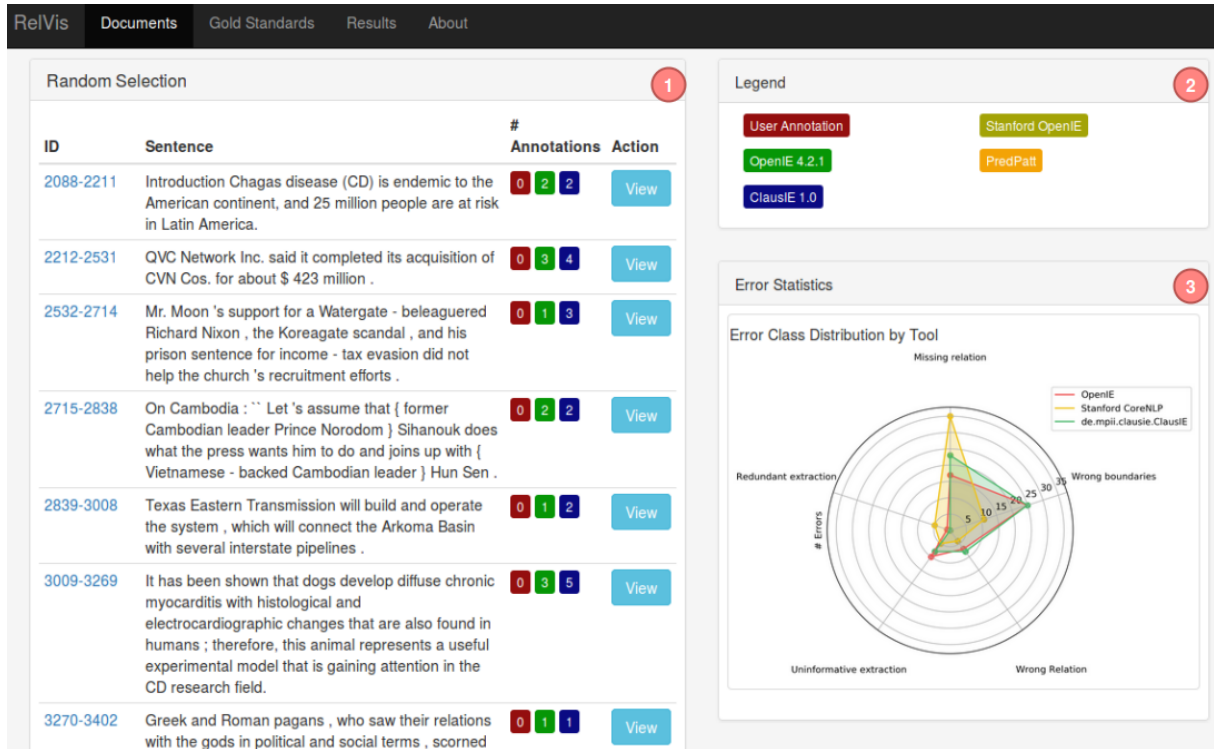 RelVis Documents Gold Standards Results About
Random Selection 1
ID Sentence # Annotations Action
2088-2211 Introduction Chagas disease (CD) is endemic to the 0 2 2 View
American continent, and 25 million people are at risk
in Latin America.
2212-2531 QVC Network Inc. said it completed its acquisition of 0 3 4 View
CVN Cos. for about $ 423 million .
2532-2714 Mr. Moon 's support for a Watergate - beleaguered 0 1 3 View
Richard Nixon , the Koreagate scandal , and his
prison sentence for income - tax evasion did not
help the church 's recruitment efforts .
2715-2838 On Cambodia : `` Let 's assume that { former 0 2 2 View
Cambodian leader Prince Norodom } Sihanouk does
what the press wants him to do and joins up with {
Vietnamese - backed Cambodian leader } Hun Sen .
2839-3008 Texas Eastern Transmission will build and operate 0 1 2 View
the system , which will connect the Arkoma Basin
with several interstate pipelines .
3009-3269 It has been shown that dogs develop diffuse chronic 0 3 5 View
myocarditis with histological and
electrocardiographic changes that are also found in
humans ; therefore, this animal represents a useful
experimental model that is gaining attention in the
CD research field.
3270-3402 Greek and Roman pagans , who saw their relations 0 1 1 View
with the gods in political and social terms , scorned
Legend 2
User Annotation Stanford OpenIE
OpenIE 4.2.1 PredPatt
ClausIE 1.0
Error Statistics 3
Error Class Distribution by Tool
Missing relation
OpenIE
Stanford CoreNLP
de.mpii.clausie.ClausIE
Redundant extraction
Wrong boundaries
5 10 15 20 25 30 35
# Errors
Uninformative extraction
Wrong Relation